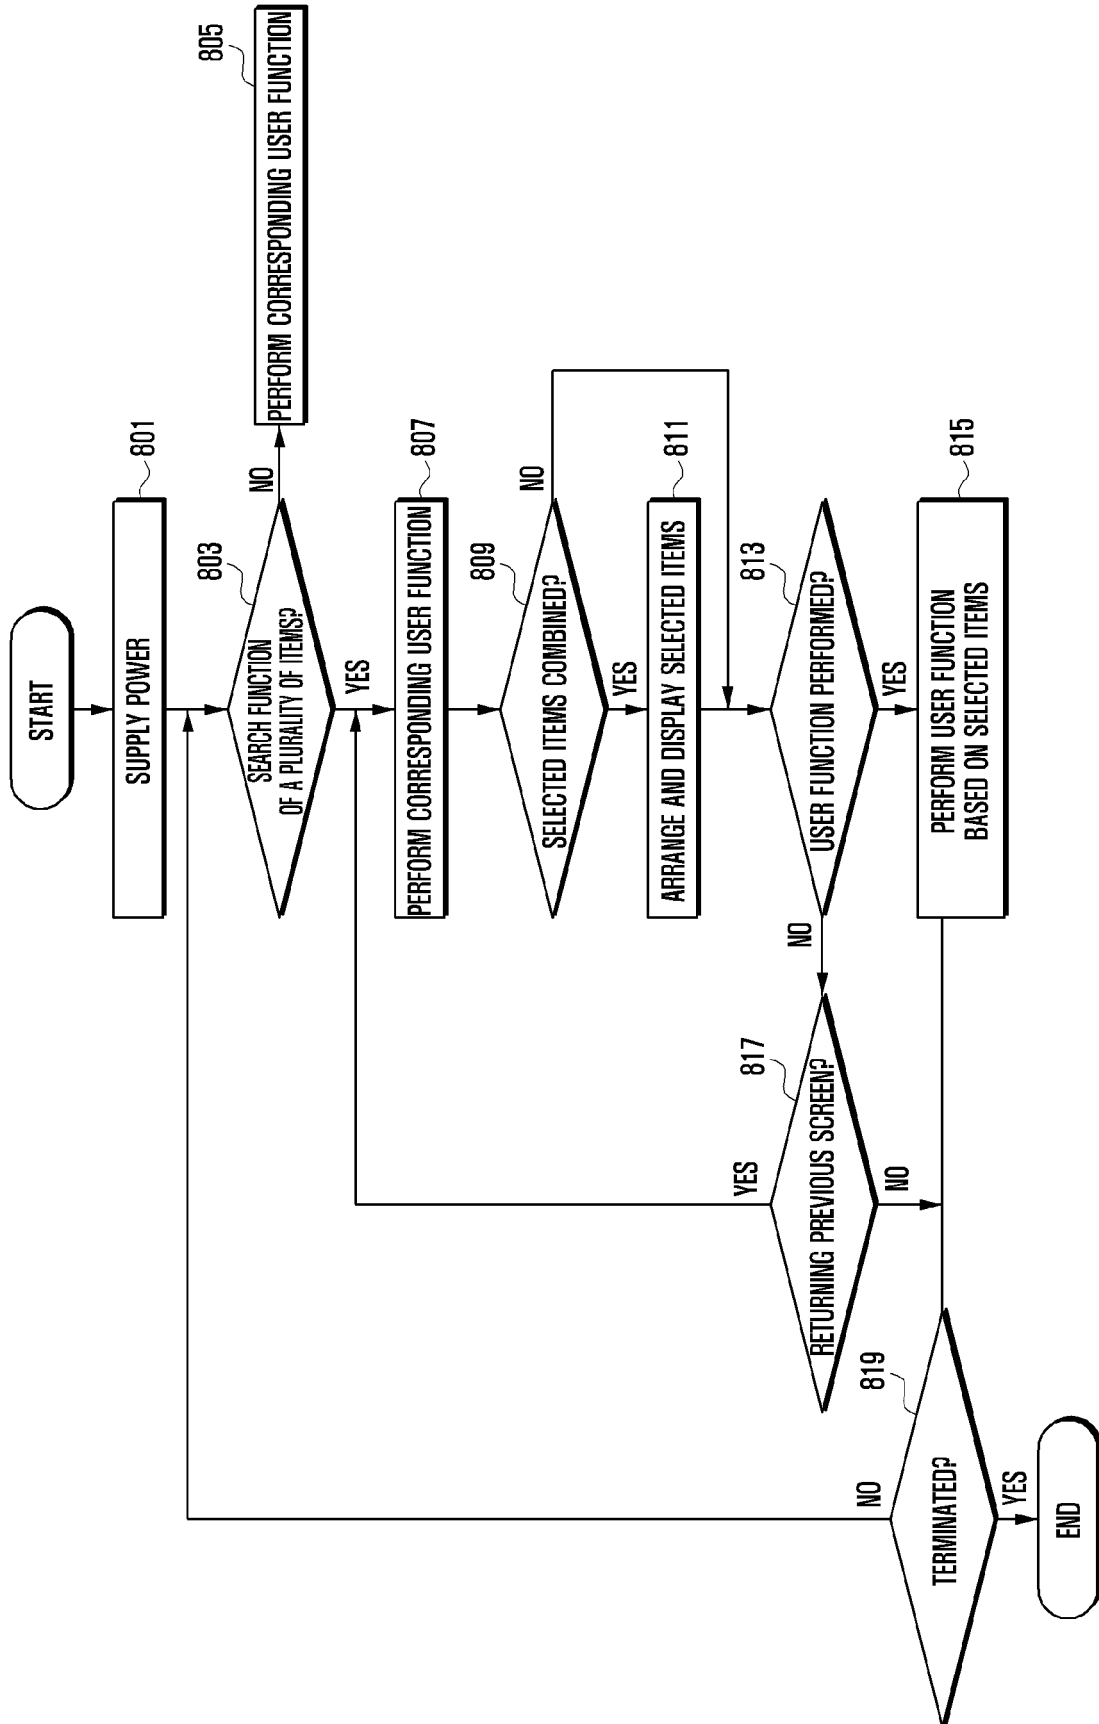 START
SUPPLY POWER
801
SEARCH FUNCTION
OF A PLURALITY OF ITEMS?
803
NO
PERFORM CORRESPONDING USER FUNCTION
805
YES
PERFORM CORRESPONDING USER FUNCTION
807
SELECTED ITEMS COMBINED?
809
NO
YES
ARRANGE AND DISPLAY SELECTED ITEMS
811
USER FUNCTION PERFORMED?
813
NO
YES
PERFORM USER FUNCTION
BASED ON SELECTED ITEMS
815
RETURNING PREVIOUS SCREEN?
817
YES
NO
TERMINATED?
819
NO
YES
END